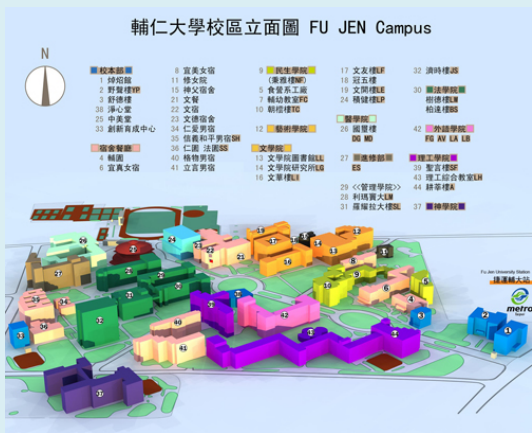 輔仁大學校區立面圖 FU JEN Campus
N
校本部
1 焯炤館
2 野聲樓YP
3 舒德樓
38 淨心堂
25 中美堂
33 創新育成中心
宿舍餐廳
4 輔園
6 宜真女宿
8 宜美女宿
11 修女院
15 神父宿舍
21 文餐
22 文宿
23 文德宿舍
34 仁愛男宿
35 信義和平男宿SH
36 仁園 法園SS
40 格物男宿
41 立言男宿
9 民生學院
(秉雅樓NF)
5 食營系工廠
7 輔幼教室FC
10 朝橒樓TC
12 藝術學院
文學院
13 文學院圖書館LL
14 文學院研究所LG
16 文華樓LI
17 文友樓LF
18 冠五樓
19 文開樓LE
24 積健樓LP
醫學院
26 國璽樓
DG MD
27 進修部
ES
29 <<管理學院>>
28 利瑪竇大LM
31 羅耀拉大樓SL
32 濟時樓JS
30 法學院
樹德樓LW
柏達樓BS
42 外語學院
FG AV LA LB
理工學院
39 聖言樓SF
43 理工綜合教室LH
44 耕莘樓A
37 神學院
Fu Jen University Station
捷運輔大站
metro
taipei